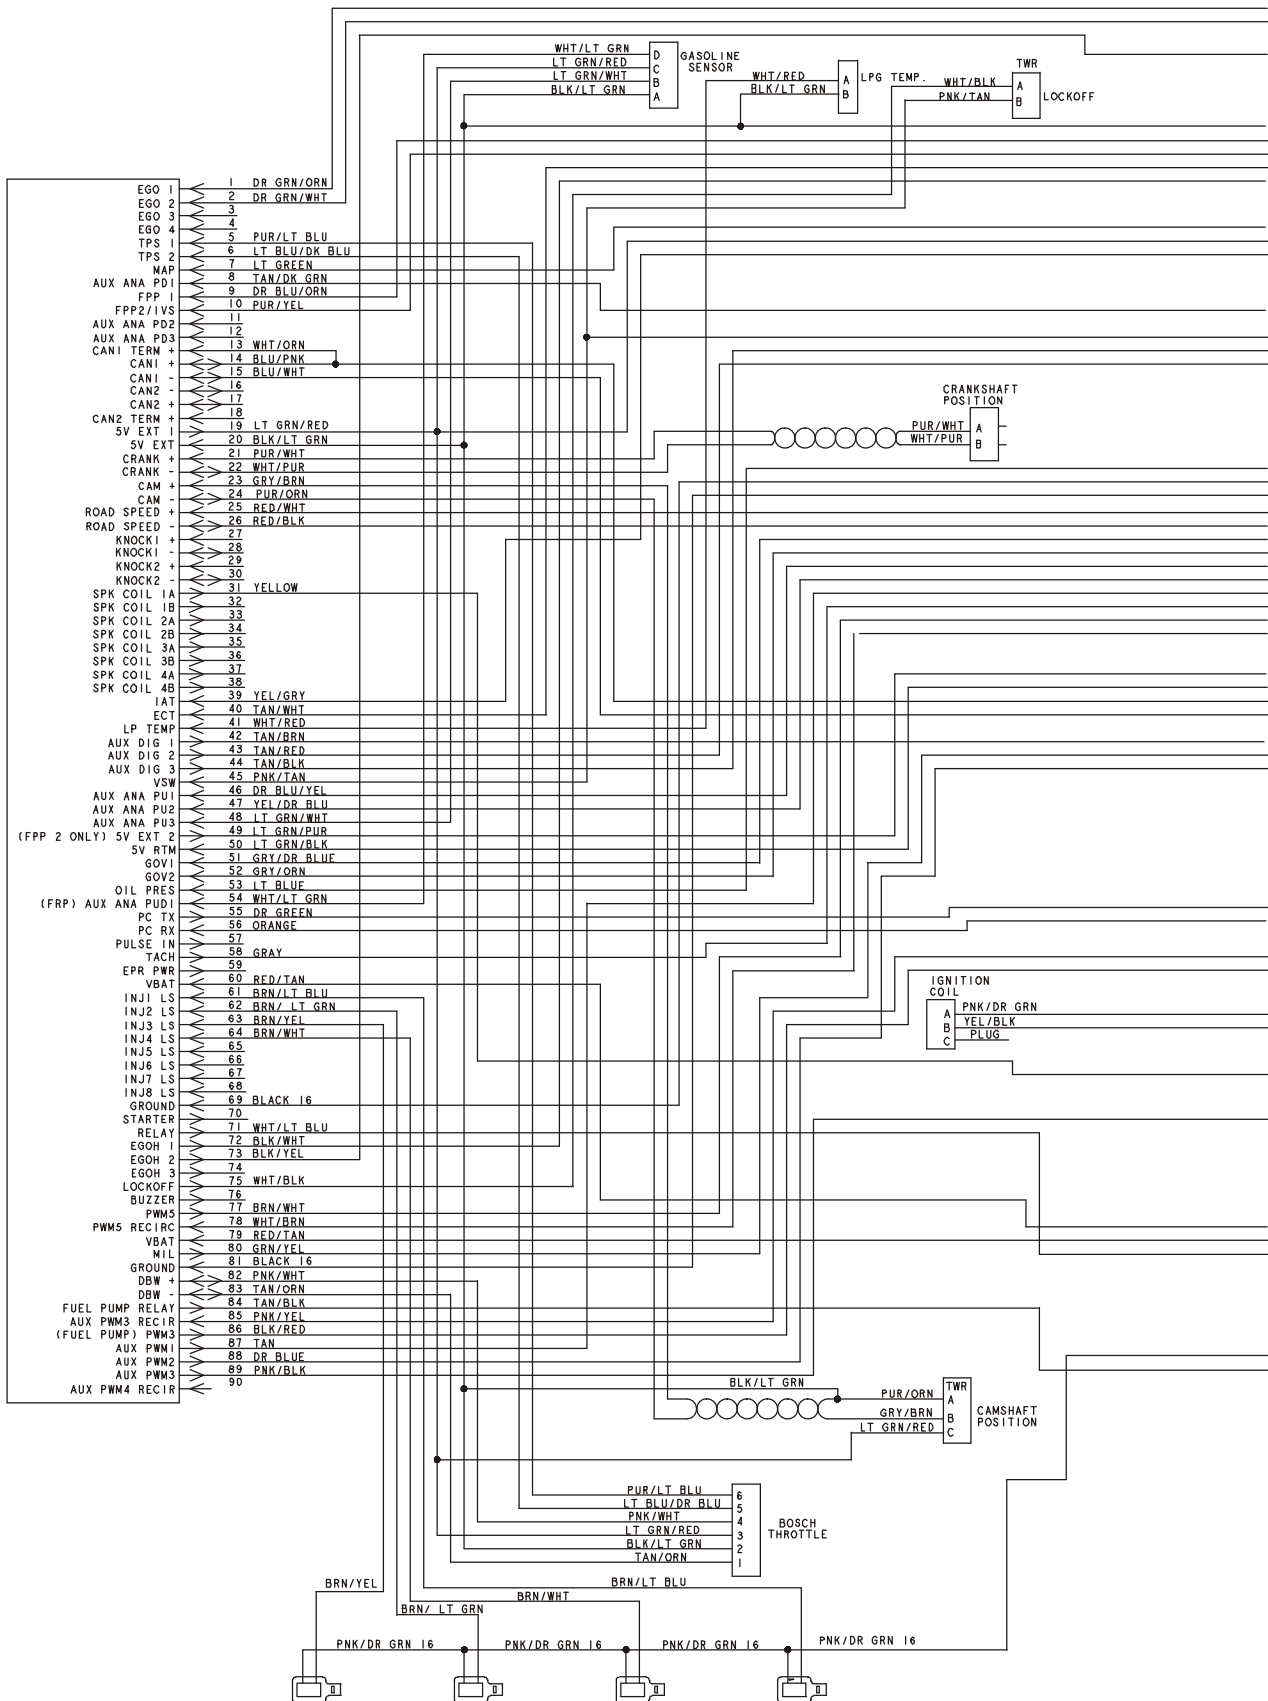 WHT/LT GRN D
LT GRN/RED C
LT GRN/WHT B
BLK/LT GRN A
GASOLINE
SENSOR
WHT/RED A
BLK/LT GRN B
LPG TEMP.
TWR
WHT/BLK A
PNK/TAN B
LOCKOFF
EGO 1 1 DR GRN/ORN
EGO 2 2 DR GRN/WHT
EGO 3 3
EGO 4 4
TPS 1 5 PUR/LT BLU
TPS 2 6 LT BLU/DK BLU
MAP 7 LT GREEN
AUX ANA PD1 8 TAN/DK GRN
FPP 1 9 DR BLU/ORN
FPP2/IVS 10 PUR/YEL
AUX ANA PD2 11
AUX ANA PD3 12
CAN1 TERM + 13 WHT/ORN
CAN1 + 14 BLU/PNK
CAN1 - 15 BLU/WHT
CAN2 - 16
CAN2 + 17
CAN2 TERM + 18
5V EXT 1 19 LT GRN/RED
5V EXT 20 BLK/LT GRN
CRANK + 21 PUR/WHT
CRANK - 22 WHT/PUR
CAM + 23 GRY/BRN
CAM - 24 PUR/ORN
ROAD SPEED + 25 RED/WHT
ROAD SPEED - 26 RED/BLK
KNOCK1 + 27
KNOCK1 - 28
KNOCK2 + 29
KNOCK2 - 30
SPK COIL 1A 31 YELLOW
SPK COIL 1B 32
SPK COIL 2A 33
SPK COIL 2B 34
SPK COIL 3A 35
SPK COIL 3B 36
SPK COIL 4A 37
SPK COIL 4B 38
IAT 39 YEL/GRY
ECT 40 TAN/WHT
LP TEMP 41 WHT/RED
AUX DIG 1 42 TAN/BRN
AUX DIG 2 43 TAN/RED
AUX DIG 3 44 TAN/BLK
VSW 45 PNK/TAN
AUX ANA PU1 46 DR BLU/YEL
AUX ANA PU2 47 YEL/DR BLU
AUX ANA PU3 48 LT GRN/WHT
(FPP 2 ONLY) 5V EXT 2 49 LT GRN/PUR
5V RTM 50 LT GRN/BLK
GOV1 51 GRY/DR BLUE
GOV2 52 GRY/ORN
OIL PRES 53 LT BLUE
(FRP) AUX ANA PUD1 54 WHT/LT GRN
PC TX 55 DR GREEN
PC RX 56 ORANGE
PULSE IN 57
TACH 58 GRAY
EPR PWR 59
VBAT 60 RED/TAN
INJ1 LS 61 BRN/LT BLU
INJ2 LS 62 BRN/ LT GRN
INJ3 LS 63 BRN/YEL
INJ4 LS 64 BRN/WHT
INJ5 LS 65
INJ6 LS 66
INJ7 LS 67
INJ8 LS 68
GROUND 69 BLACK 16
STARTER 70
RELAY 71 WHT/LT BLU
EGOH 1 72 BLK/WHT
EGOH 2 73 BLK/YEL
EGOH 3 74
LOCKOFF 75 WHT/BLK
BUZZER 76
PWM5 77 BRN/WHT
PWM5 RECIRC 78 WHT/BRN
VBAT 79 RED/TAN
MIL 80 GRN/YEL
GROUND 81 BLACK 16
DBW + 82 PNK/WHT
DBW - 83 TAN/ORN
FUEL PUMP RELAY 84 TAN/BLK
AUX PWM3 RECIR 85 PNK/YEL
(FUEL PUMP) PWM3 86 BLK/RED
AUX PWM1 87 TAN
AUX PWM2 88 DR BLUE
AUX PWM3 89 PNK/BLK
AUX PWM4 RECIR 90
CRANKSHAFT
POSITION
PUR/WHT A
WHT/PUR B
IGNITION
COIL
A PNK/DR GRN
B YEL/BLK
C PLUG
BLK/LT GRN
TWR
PUR/ORN A
GRY/BRN B
LT GRN/RED C
CAMSHAFT
POSITION
PUR/LT BLU 6
LT BLU/DR BLU 5
PNK/WHT 4
LT GRN/RED 3
BLK/LT GRN 2
TAN/ORN 1
BOSCH
THROTTLE
BRN/YEL
BRN/LT BLU
BRN/WHT
BRN/ LT GRN
PNK/DR GRN 16
PNK/DR GRN 16
PNK/DR GRN 16
PNK/DR GRN 16